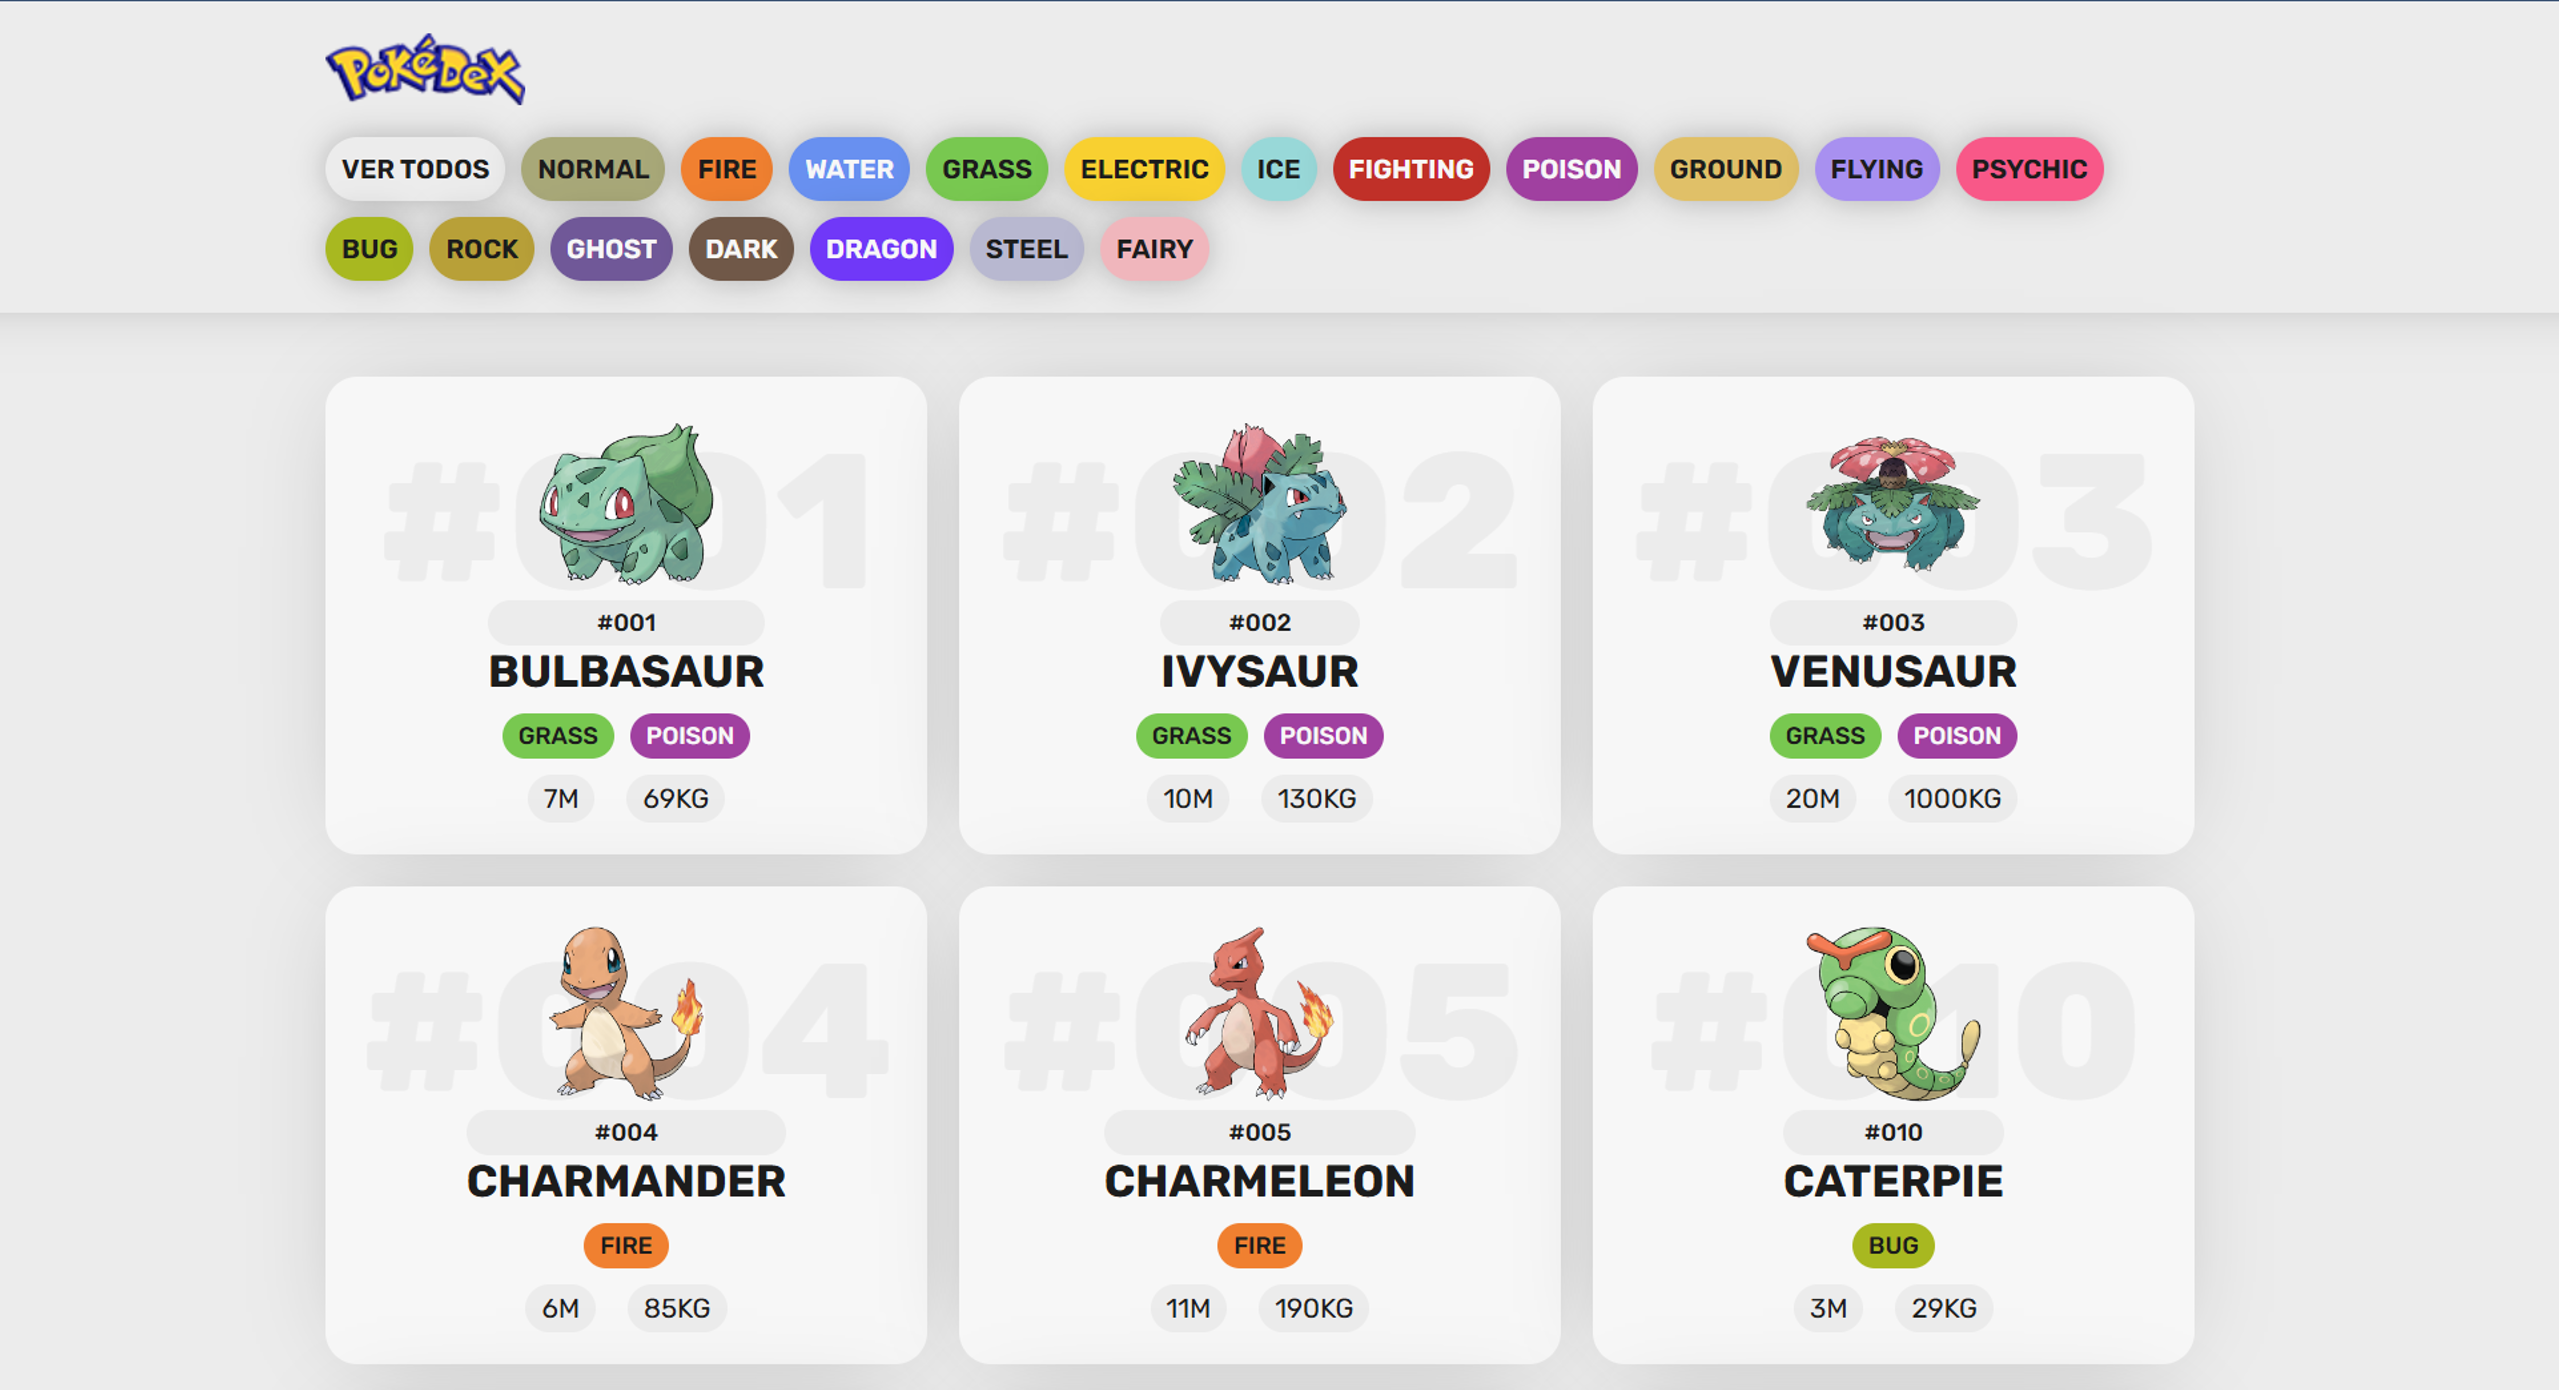 PokéDex
VER TODOS NORMAL FIRE WATER GRASS ELECTRIC ICE FIGHTING POISON GROUND FLYING PSYCHIC
BUG ROCK GHOST DARK DRAGON STEEL FAIRY
#001
#001
BULBASAUR
GRASS POISON
7M 69KG
#002
#002
IVYSAUR
GRASS POISON
10M 130KG
#003
#003
VENUSAUR
GRASS POISON
20M 1000KG
#004
#004
CHARMANDER
FIRE
6M 85KG
#005
#005
CHARMELEON
FIRE
11M 190KG
#010
#010
CATERPIE
BUG
3M 29KG